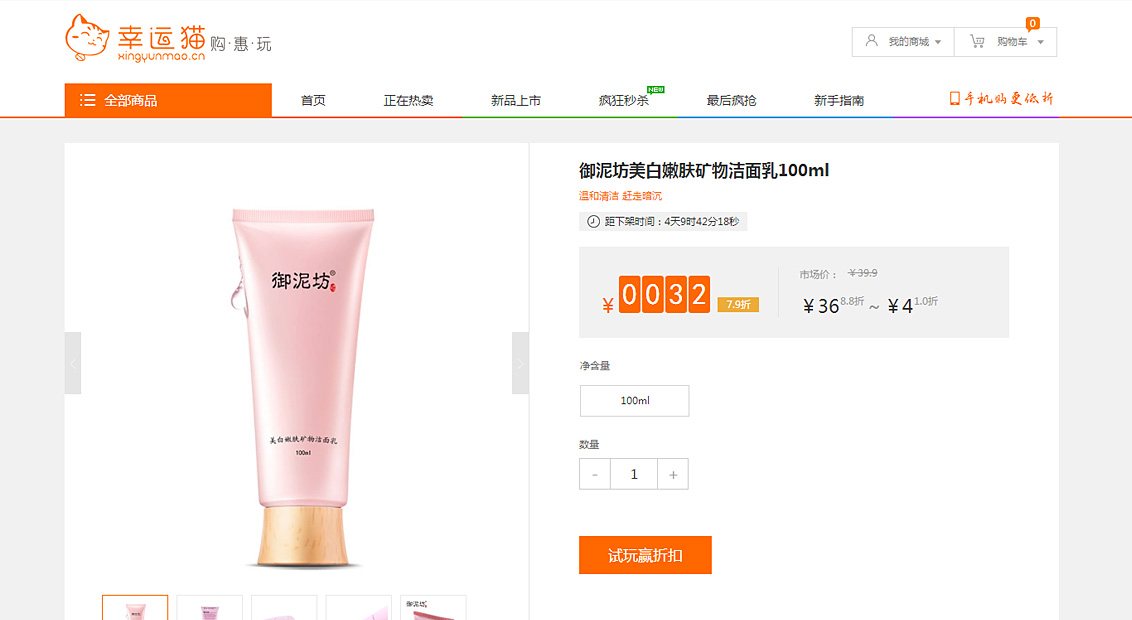 幸运猫
xingyunmao.cn
购·惠·玩
我的商城
0
购物车
全部商品
首页
正在热卖
新品上市
疯狂秒杀
NEW
最后疯抢
新手指南
手机购更低折
御泥坊美白嫩肤矿物洁面乳100ml
温和清洁 赶走暗沉
距下架时间：4天9时42分18秒
¥ 0032 7.9折
市场价： ¥39.9
¥36 8.8折 ~ ¥4 1.0折
净含量
100ml
数量
- 1 +
试玩赢折扣
御泥坊®
美白嫩肤矿物洁面乳
100ml
御泥坊